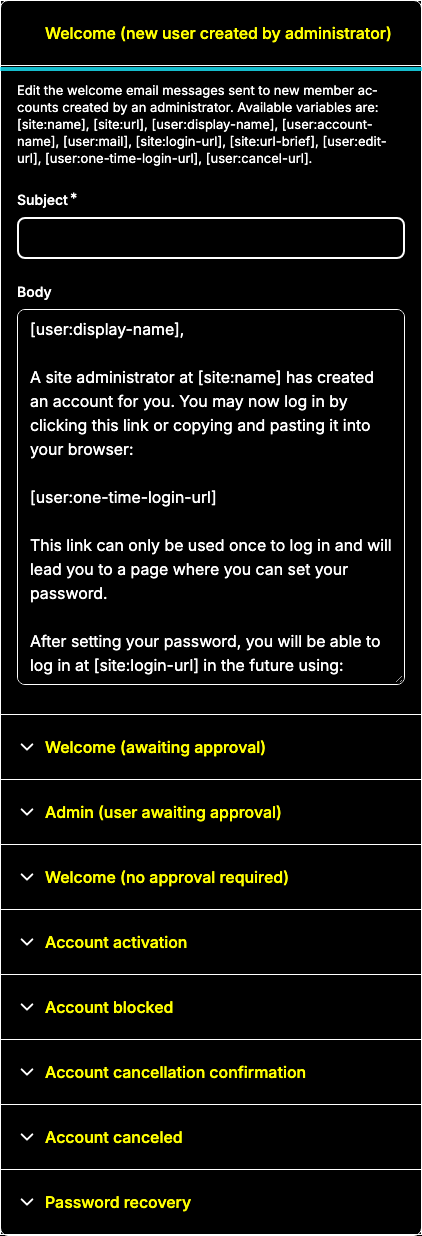 Welcome (new user created by administrator)
Edit the welcome email messages sent to new member ac-
counts created by an administrator. Available variables are:
[site:name], [site:url], [user:display-name], [user:account-
name], [user:mail], [site:login-url], [site:url-brief], [user:edit-
url], [user:one-time-login-url], [user:cancel-url].
Subject*
Body
[user:display-name],
A site administrator at [site:name] has created
an account for you. You may now log in by
clicking this link or copying and pasting it into
your browser:
[user:one-time-login-url]
This link can only be used once to log in and will
lead you to a page where you can set your
password.
After setting your password, you will be able to
log in at [site:login-url] in the future using:
Welcome (awaiting approval)
Admin (user awaiting approval)
Welcome (no approval required)
Account activation
Account blocked
Account cancellation confirmation
Account canceled
Password recovery